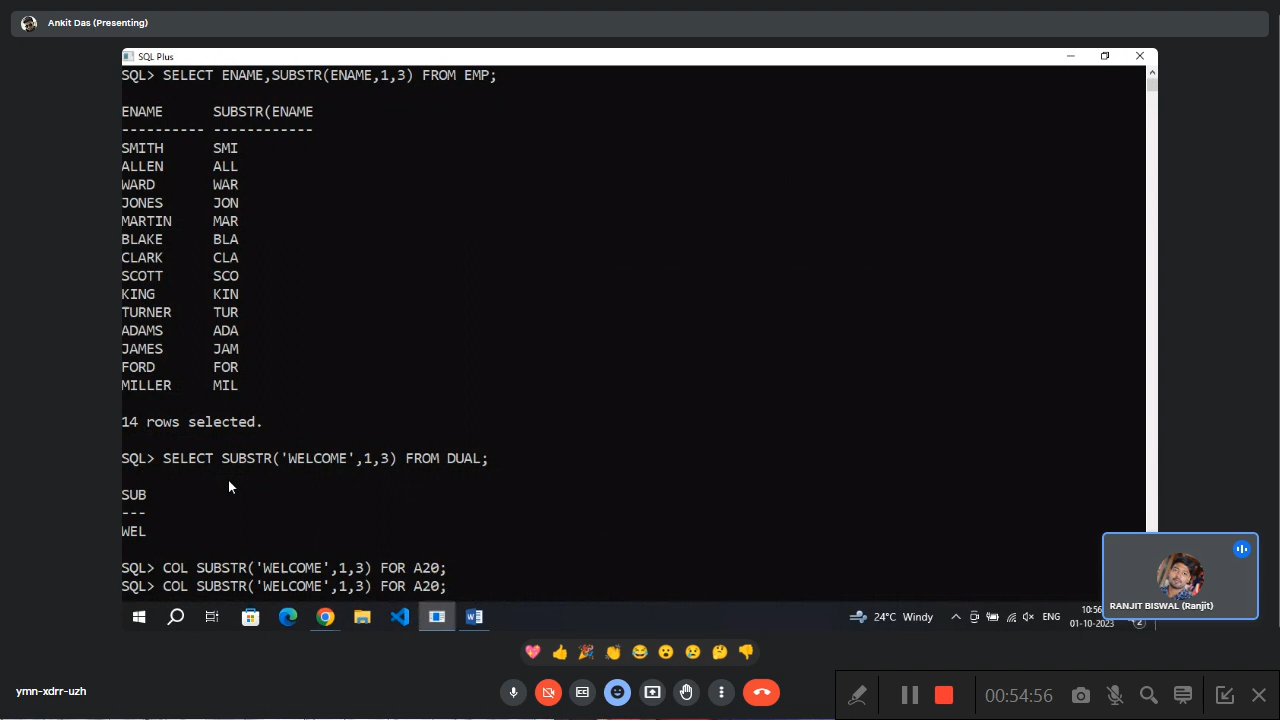 Ankit Das (Presenting)
SQL Plus
SQL> SELECT ENAME,SUBSTR(ENAME,1,3) FROM EMP;
ENAME      SUBSTR(ENAME
---------- ------------
SMITH      SMI
ALLEN      ALL
WARD       WAR
JONES      JON
MARTIN     MAR
BLAKE      BLA
CLARK      CLA
SCOTT      SCO
KING       KIN
TURNER     TUR
ADAMS      ADA
JAMES      JAM
FORD       FOR
MILLER     MIL
14 rows selected.
SQL> SELECT SUBSTR('WELCOME',1,3) FROM DUAL;
SUB
---
WEL
SQL> COL SUBSTR('WELCOME',1,3) FOR A20;
SQL> COL SUBSTR('WELCOME',1,3) FOR A20;
RANJIT BISWAL (Ranjit)
24°C Windy
ENG
10:56
01-10-2023
2
ymn-xdrr-uzh
00:54:56